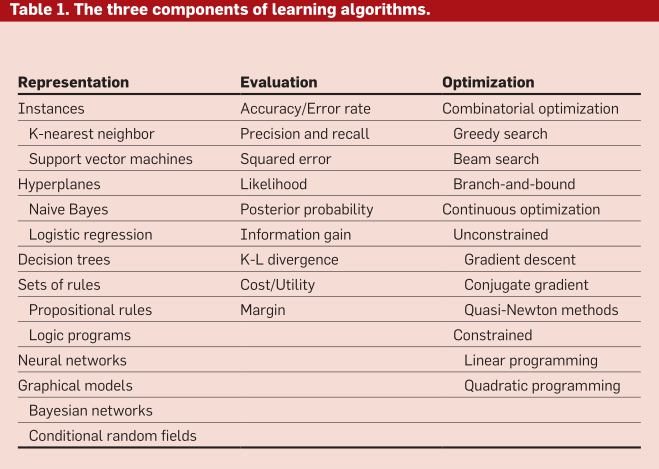 Table 1. The three components of learning algorithms.
Representation Evaluation Optimization
Instances Accuracy/Error rate Combinatorial optimization
K-nearest neighbor Precision and recall Greedy search
Support vector machines Squared error Beam search
Hyperplanes Likelihood Branch-and-bound
Naive Bayes Posterior probability Continuous optimization
Logistic regression Information gain Unconstrained
Decision trees K-L divergence Gradient descent
Sets of rules Cost/Utility Conjugate gradient
Propositional rules Margin Quasi-Newton methods
Logic programs Constrained
Neural networks Linear programming
Graphical models Quadratic programming
Bayesian networks
Conditional random fields